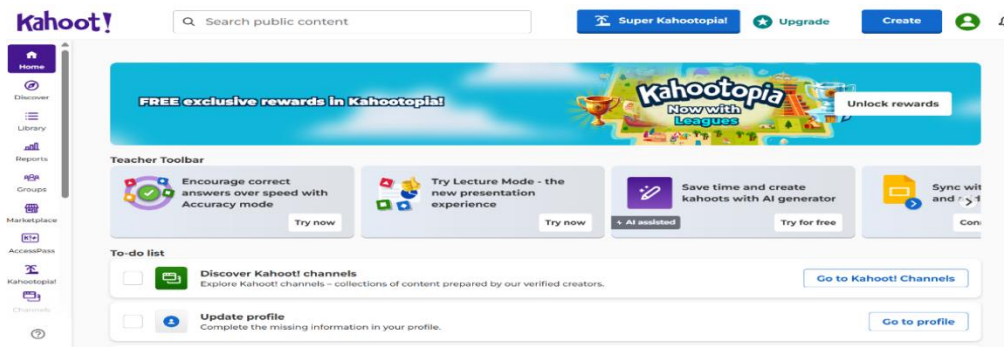 Kahoot!
Search public content
Super Kahootopia!
Upgrade
Create
Home
Discover
Library
Reports
Groups
Marketplace
AccessPass
Kahootopia!
Channels
FREE exclusive rewards in Kahootopia!
Kahootopia
Now with
Leagues
Unlock rewards
Teacher Toolbar
Encourage correct
answers over speed with
Accuracy mode
Try now
Try Lecture Mode - the
new presentation
experience
Try now
Save time and create
kahoots with AI generator
AI assisted
Try for free
Sync wit
and
Con
To-do list
Discover Kahoot! channels
Explore Kahoot! channels – collections of content prepared by our verified creators.
Go to Kahoot! Channels
Update profile
Complete the missing information in your profile.
Go to profile